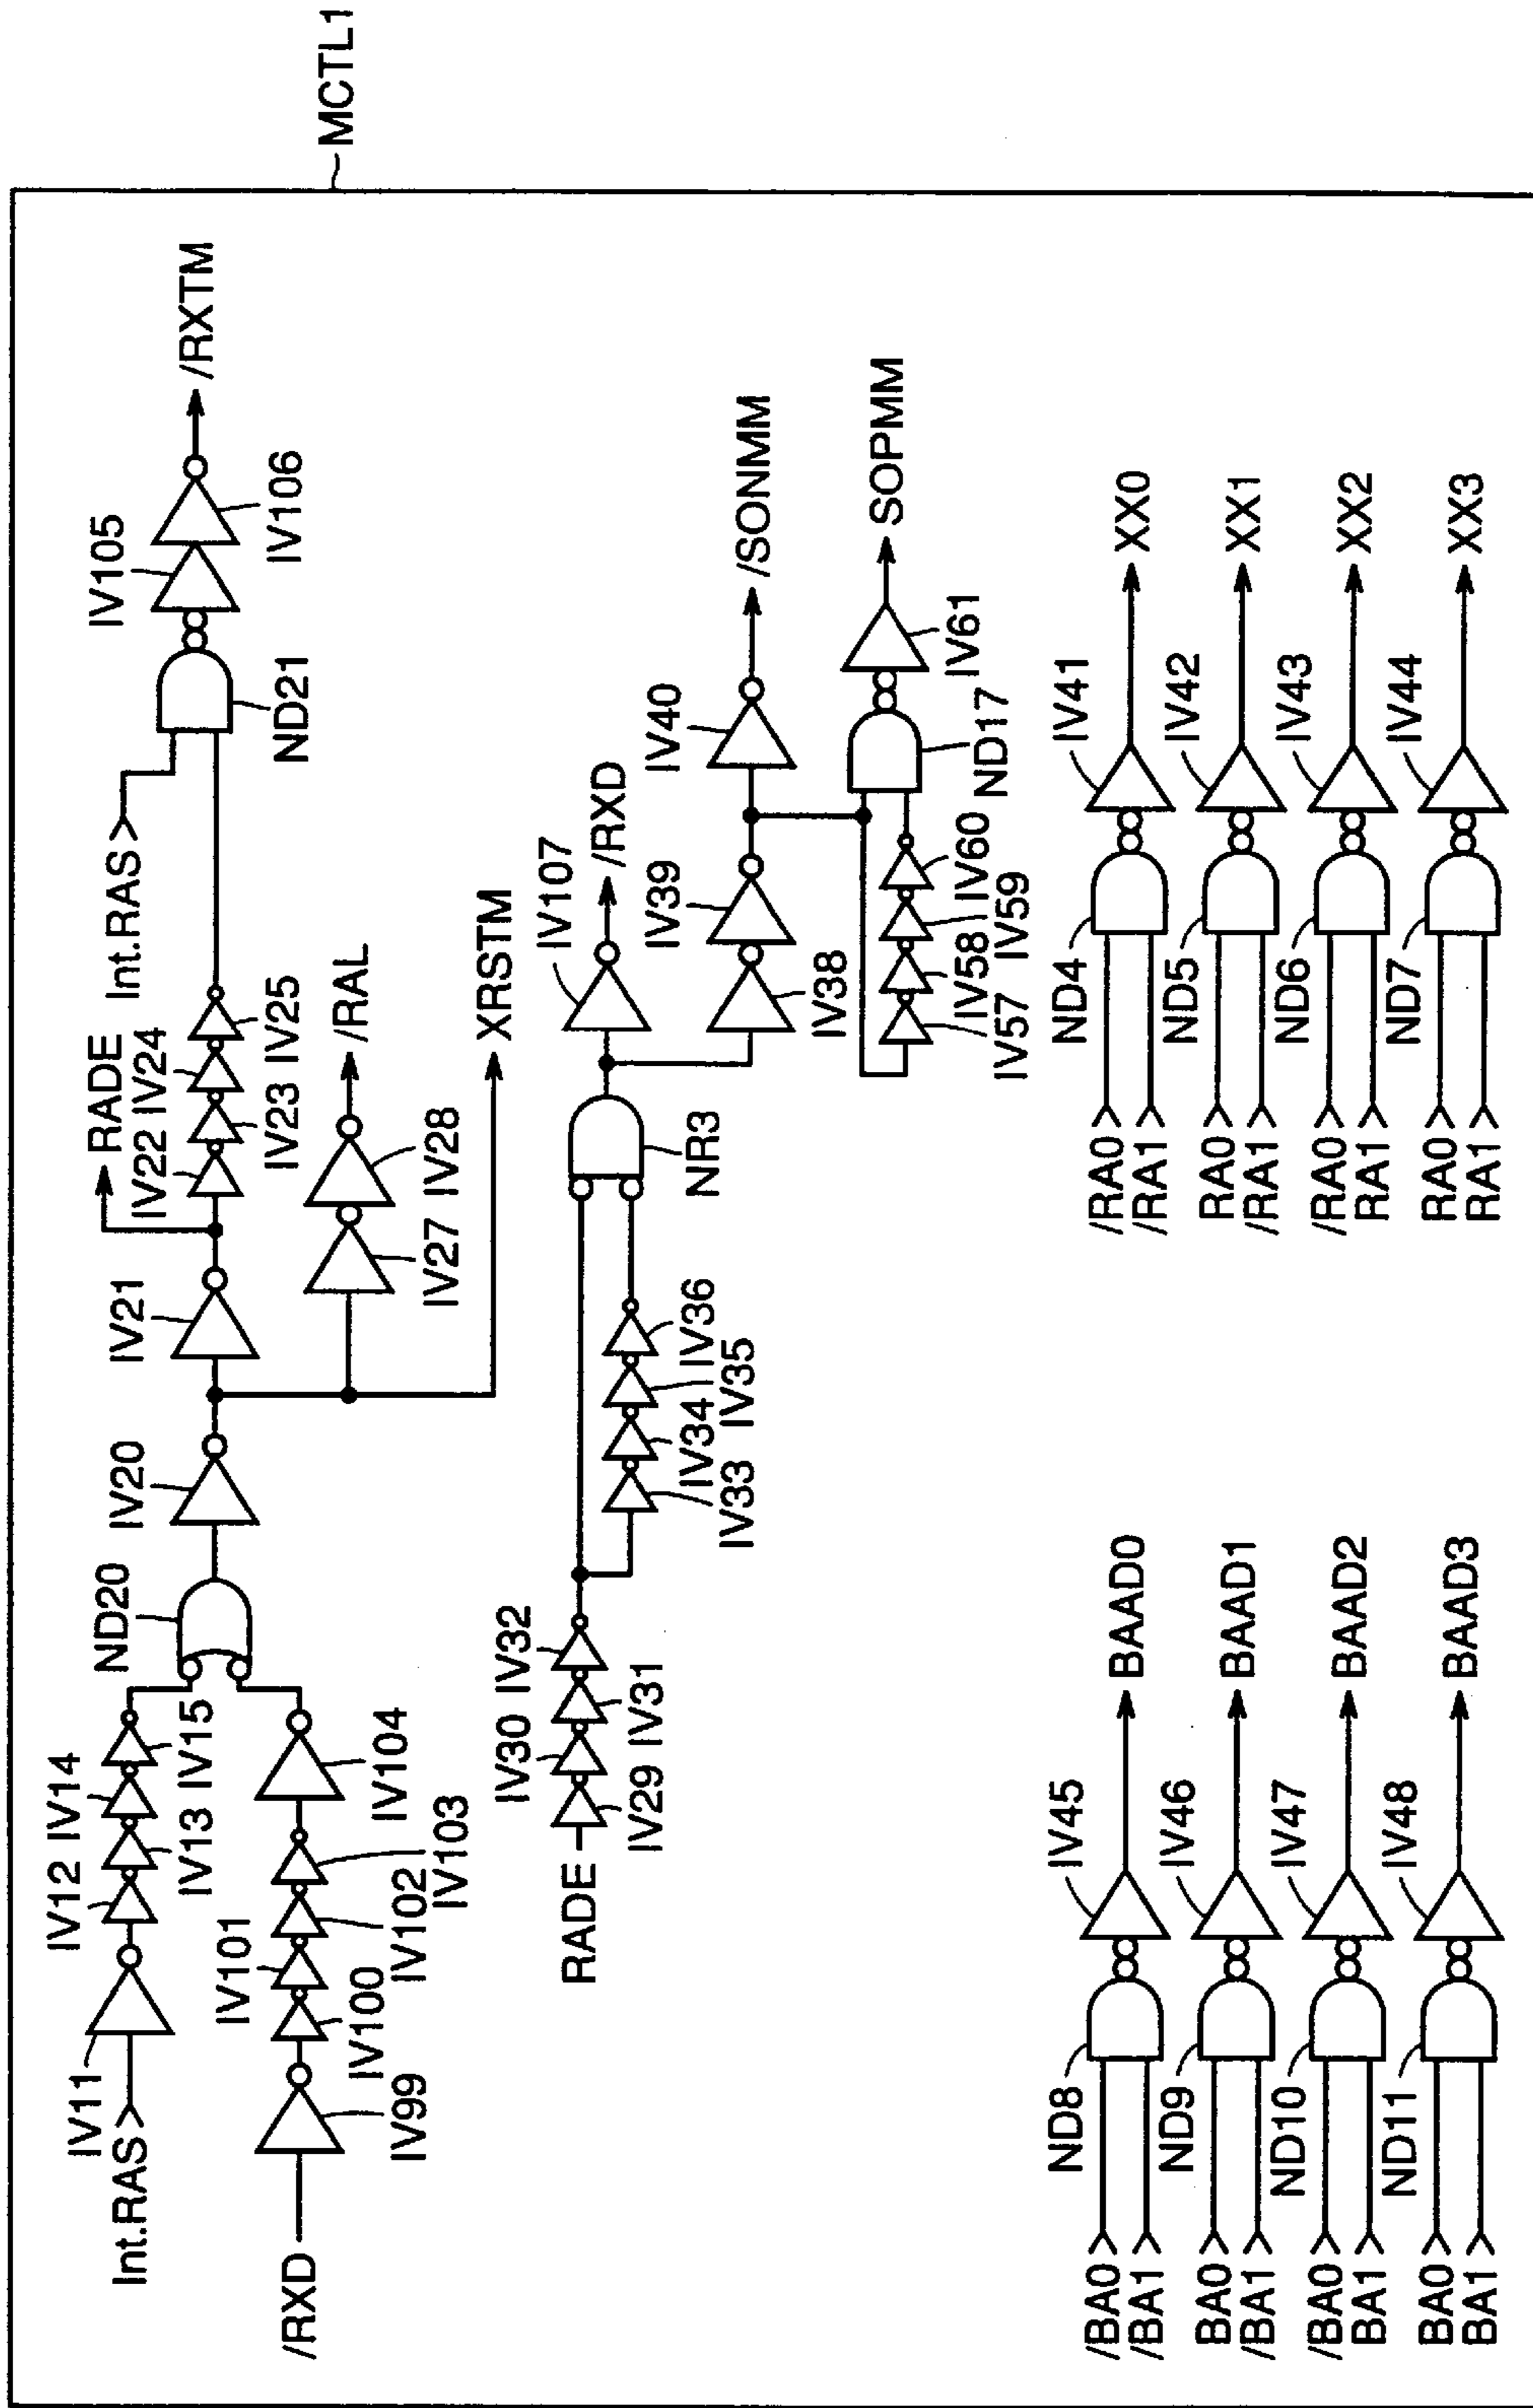 MCTL1
IV11
Int.RAS
IV12 IV14
IV13 IV15
ND20
IV20
IV21
RADE
IV22 IV24
IV23 IV25
Int.RAS
ND21
IV105
IV106
/RXTM
/RXD
IV99
IV101
IV100
IV102
IV103
IV104
IV27 IV28
/RAL
XRSTM
RADE
IV30 IV32
IV29 IV31
IV34 IV36
IV33 IV35
NR3
IV107
/RXD
IV38
IV39
IV40
/SONMM
IV58 IV60
IV57 IV59
ND17
IV61
SOPMM
/BA0
/BA1
ND8
IV45
BAAD0
BA0
/BA1
ND9
IV46
BAAD1
/BA0
BA1
ND10
IV47
BAAD2
BA0
BA1
ND11
IV48
BAAD3
/RA0
/RA1
ND4
IV41
XX0
RA0
/RA1
ND5
IV42
XX1
/RA0
RA1
ND6
IV43
XX2
RA0
RA1
ND7
IV44
XX3